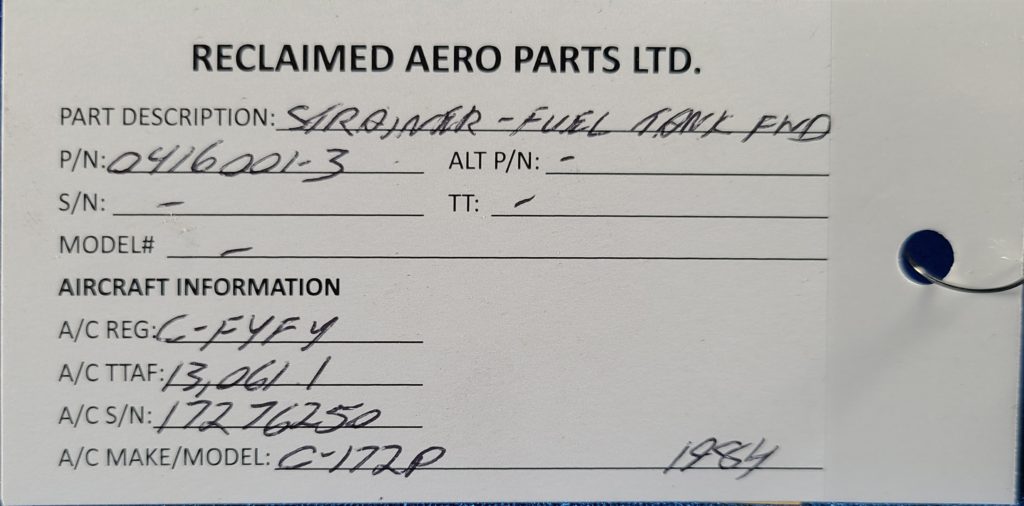 RECLAIMED AERO PARTS LTD.
PART DESCRIPTION: STRAINER - FUEL TANK FWD
P/N: 0416001-3 ALT P/N: -
S/N: - TT: -
MODEL# -
AIRCRAFT INFORMATION
A/C REG: C-FYFY
A/C TTAF: 13,061.1
A/C S/N: 17276250
A/C MAKE/MODEL: C-172P 1984